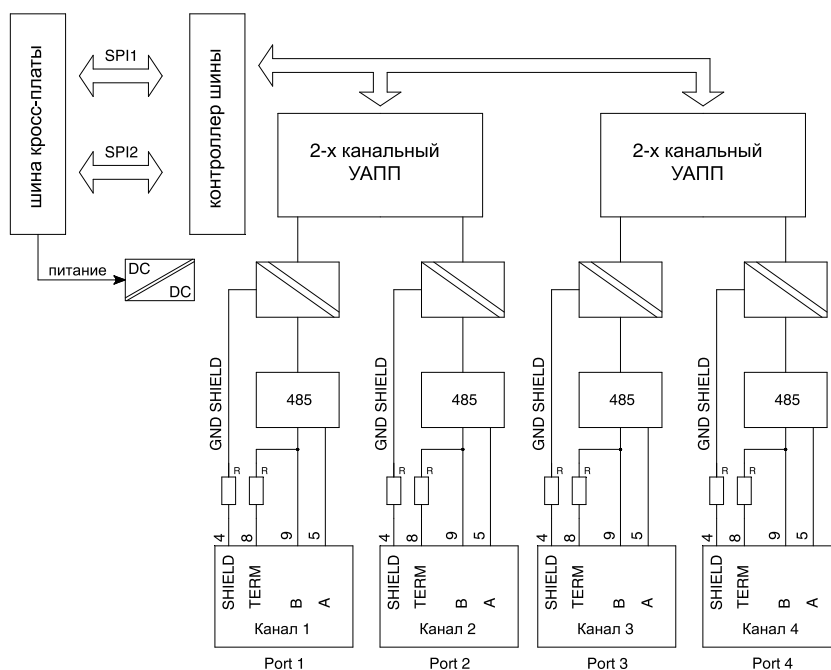 шина кросс-платы
SPI1
SPI2
контроллер шины
питание
DC
DC
2-х канальный
УАПП
2-х канальный
УАПП
485
485
485
485
GND SHIELD
GND SHIELD
GND SHIELD
GND SHIELD
R
R
R
R
R
R
R
R
4
8
9
5
4
8
9
5
4
8
9
5
4
8
9
5
SHIELD
TERM
B
A
SHIELD
TERM
B
A
SHIELD
TERM
B
A
SHIELD
TERM
B
A
Канал 1
Канал 2
Канал 3
Канал 4
Port 1
Port 2
Port 3
Port 4